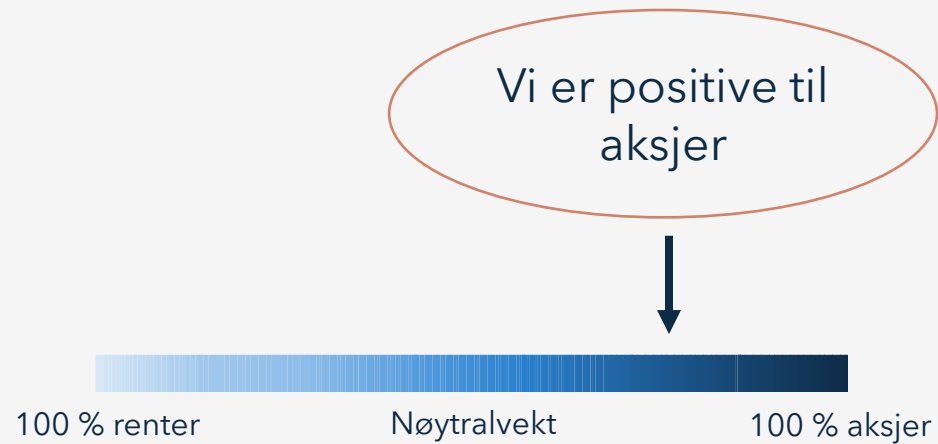 Vi er positive til
aksjer
100 % renter
Nøytralvekt
100 % aksjer